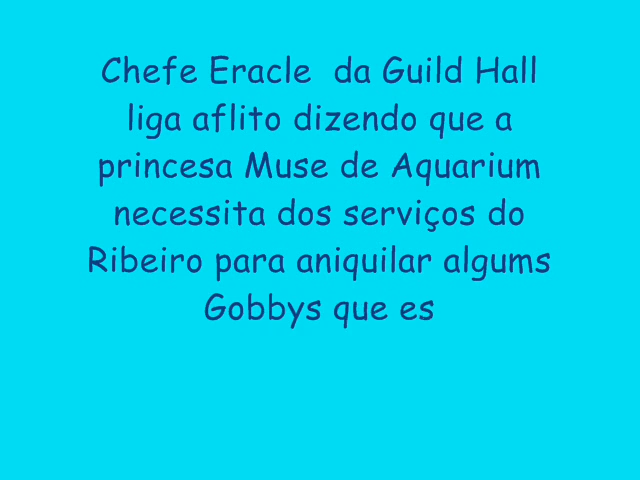 Chefe Eracle  da Guild Hall
liga aflito dizendo que a
princesa Muse de Aquarium
necessita dos serviços do
Ribeiro para aniquilar algums
Gobbys que es